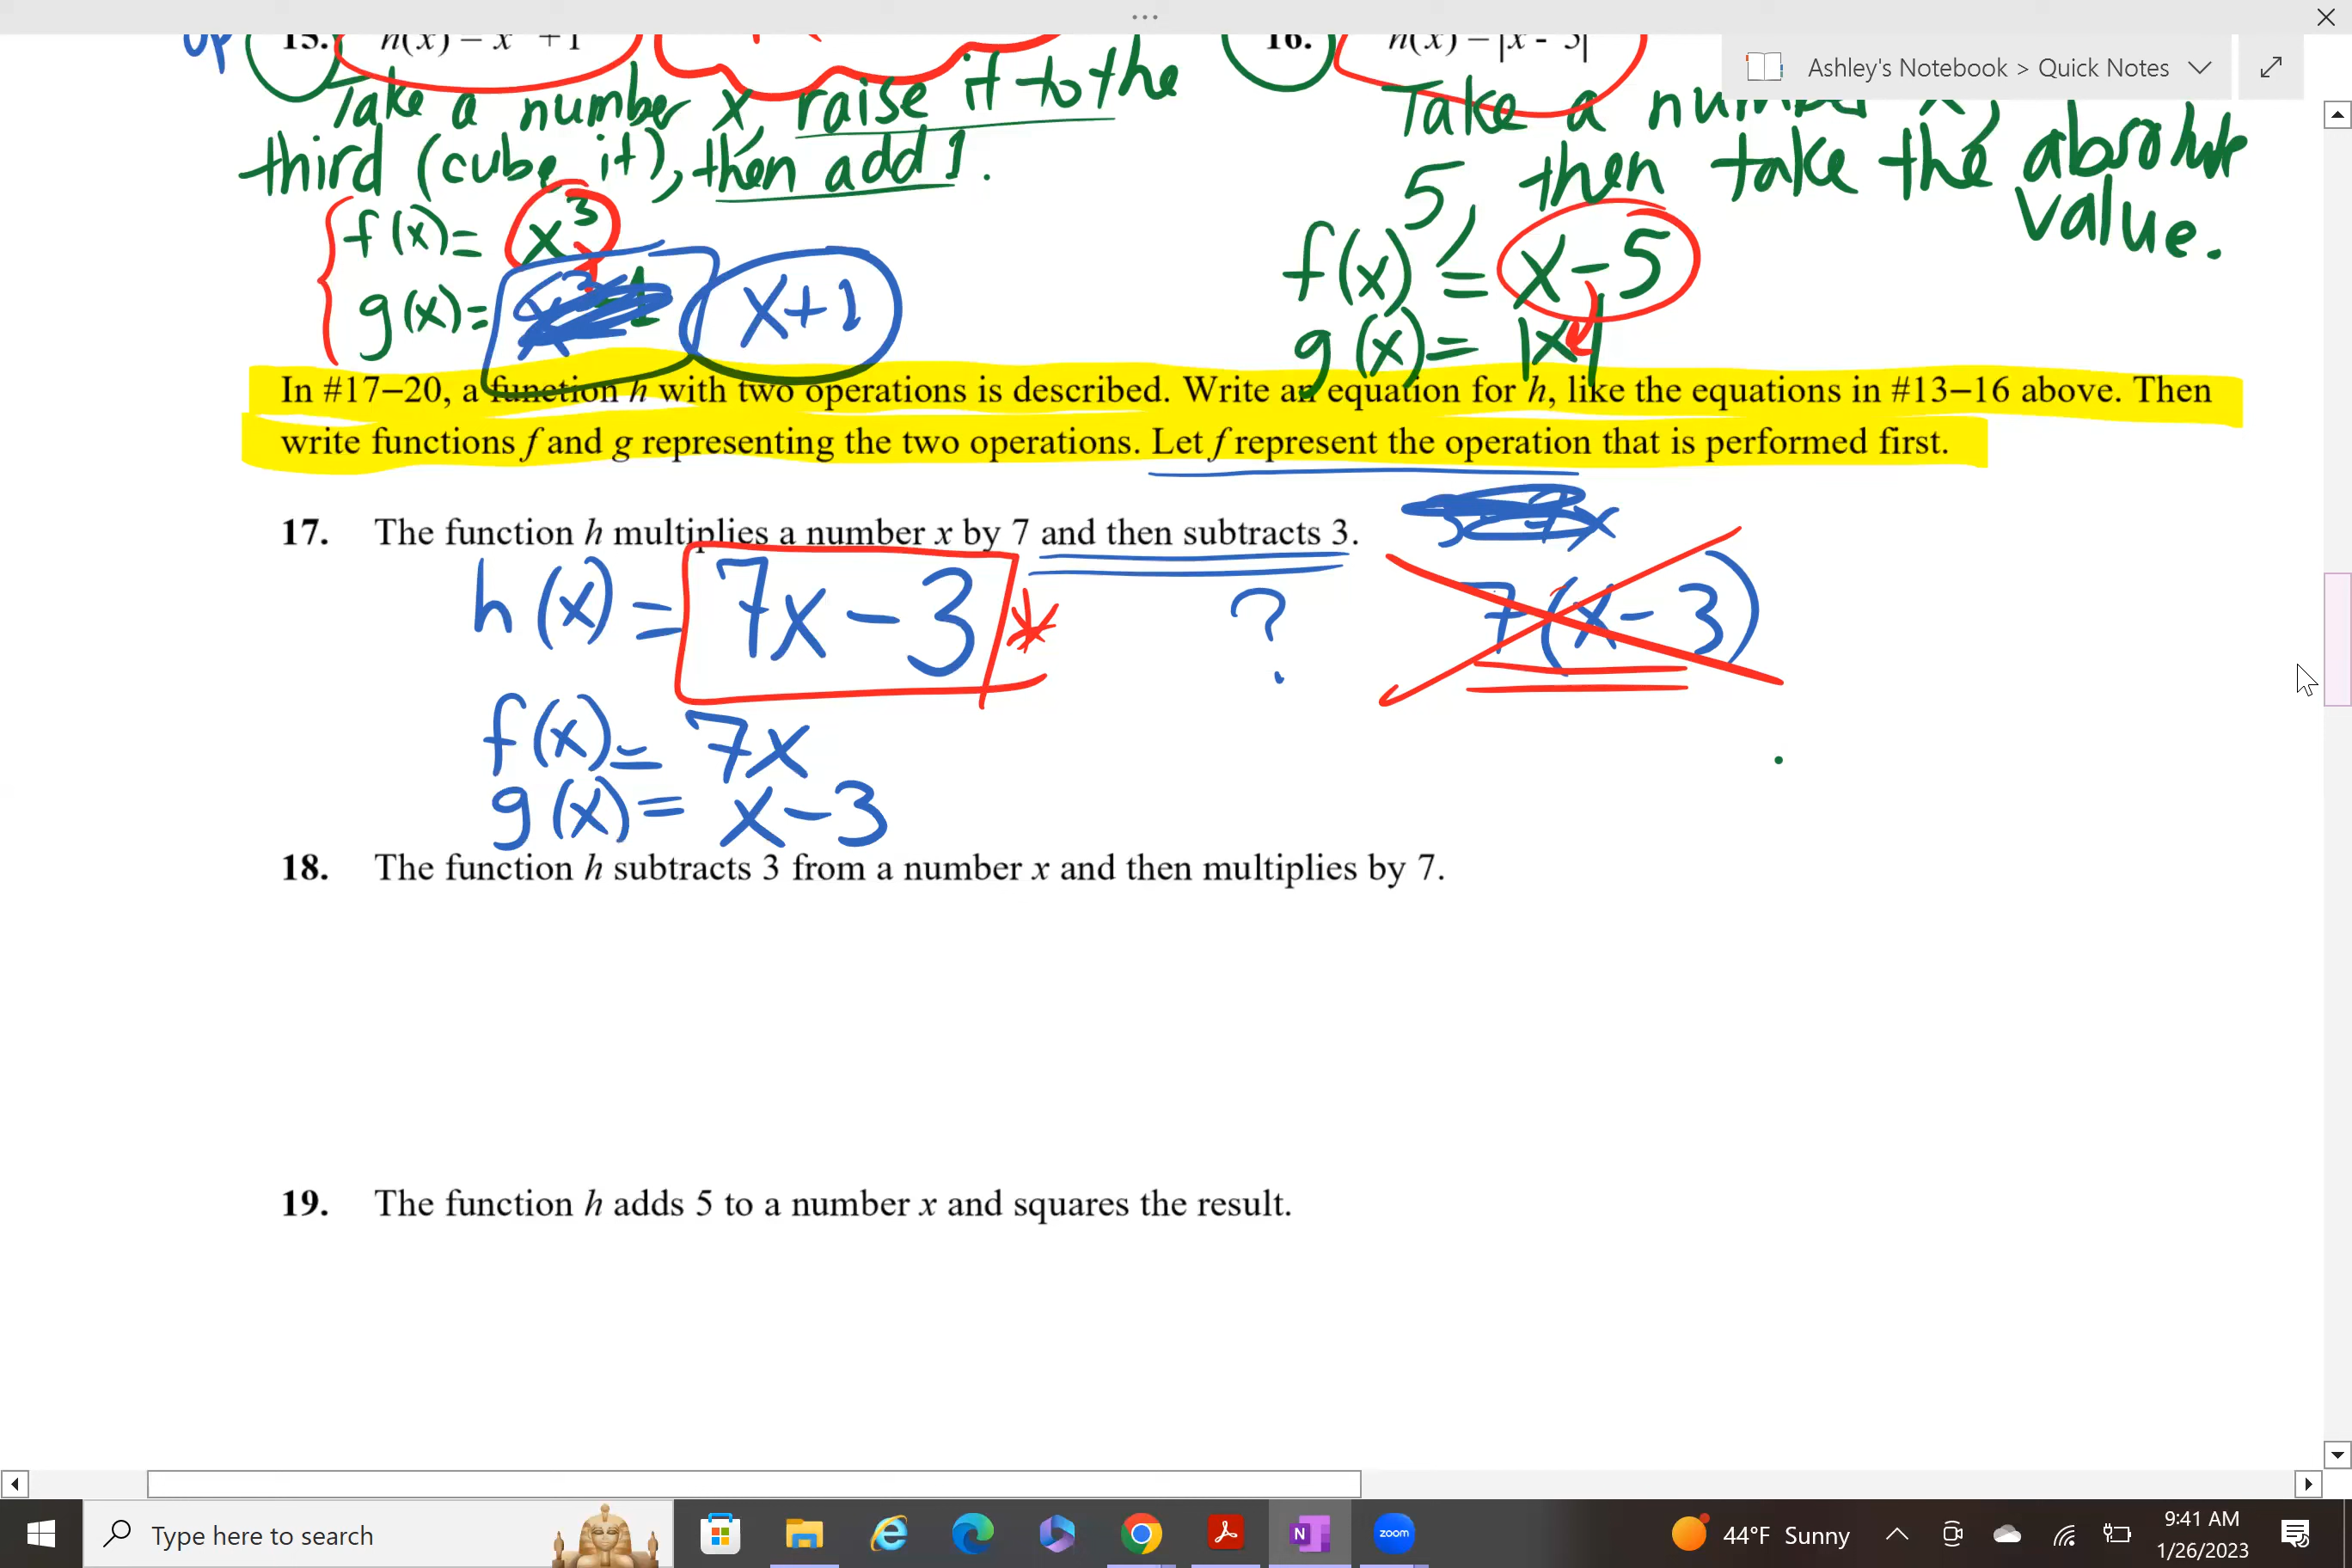 Ashley's Notebook > Quick Notes
15. h(x) = x³ + 1
16. h(x) = |x - 5|
Take a number x, raise it to the
third (cube it), then add 1.
f(x) = x³
g(x) = x + 1
Take a number x,
5, then take the absolute
value.
f(x) = x - 5
g(x) = |x|
In #17–20, a function h with two operations is described. Write an equation for h, like the equations in #13–16 above. Then
write functions f and g representing the two operations. Let f represent the operation that is performed first.
17. The function h multiplies a number x by 7 and then subtracts 3.
h(x) = 7x - 3 * ? 7(x - 3)
f(x) = 7x
g(x) = x - 3
18. The function h subtracts 3 from a number x and then multiplies by 7.
19. The function h adds 5 to a number x and squares the result.
Type here to search
zoom
44°F Sunny
9:41 AM
1/26/2023